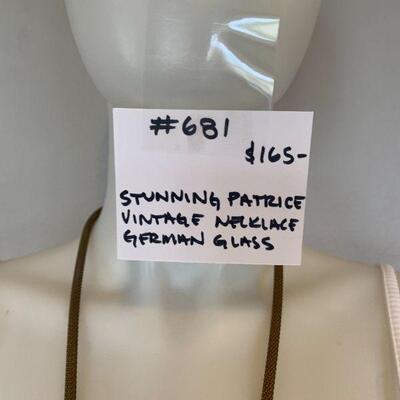 #681
$165-
STUNNING PATRICE
VINTAGE NECKLACE
GERMAN GLASS